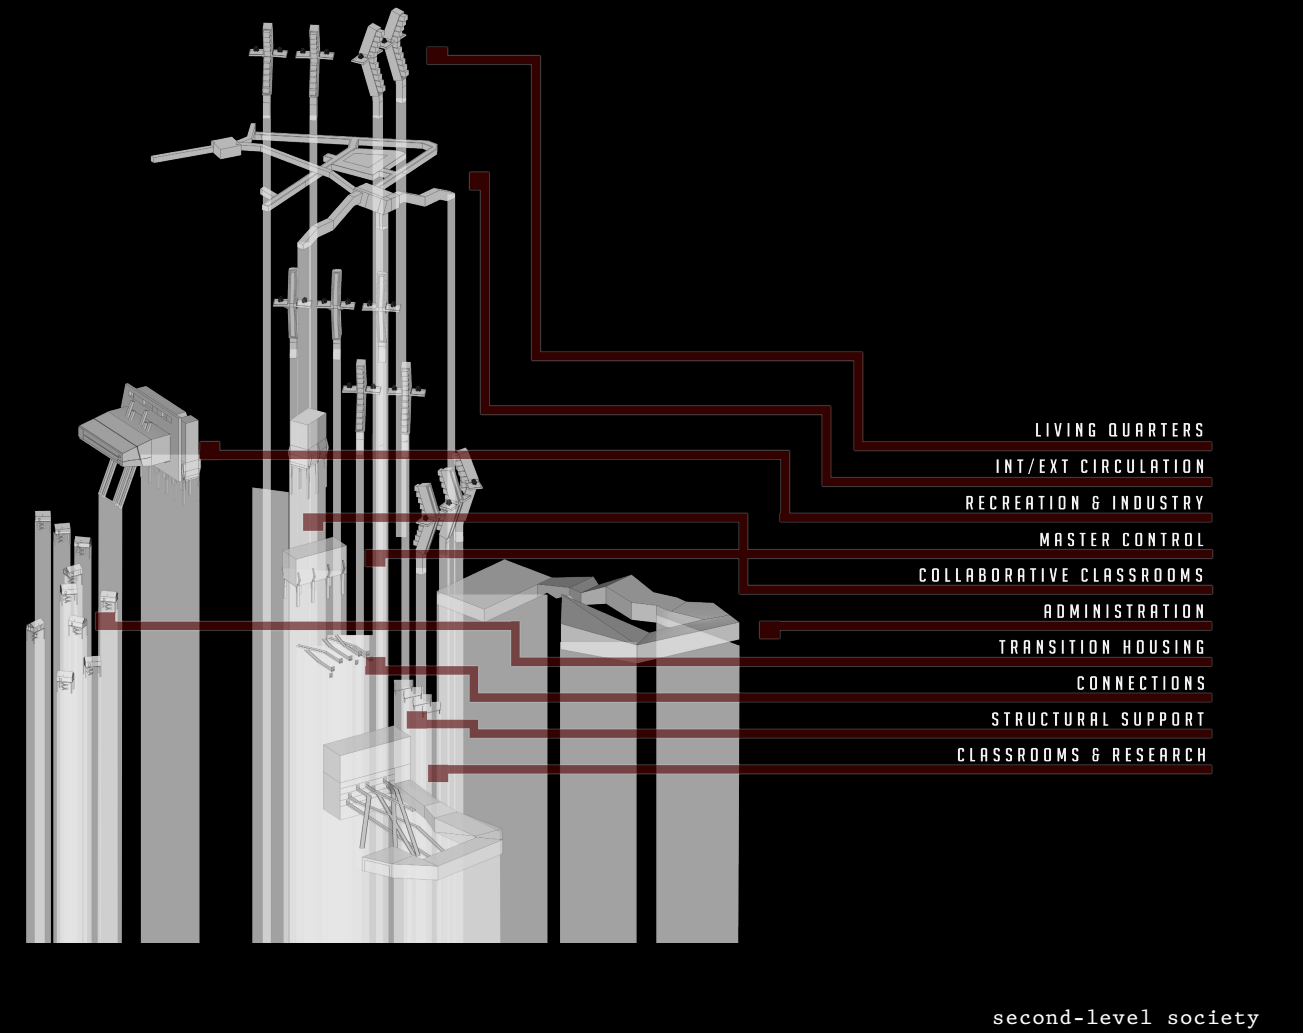 LIVING QUARTERS
INT/EXT CIRCULATION
RECREATION & INDUSTRY
MASTER CONTROL
COLLABORATIVE CLASSROOMS
ADMINISTRATION
TRANSITION HOUSING
CONNECTIONS
STRUCTURAL SUPPORT
CLASSROOMS & RESEARCH
second-level society